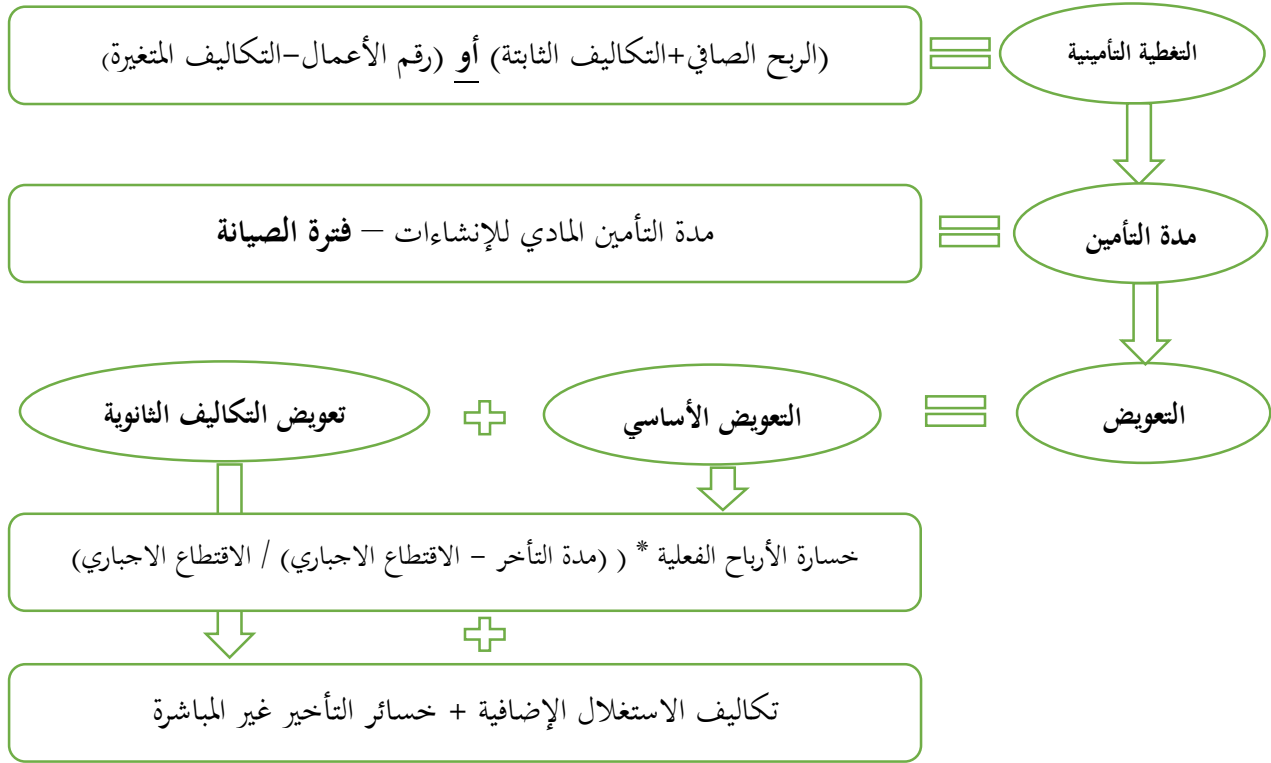 التغطية التأمينية
(الربح الصافي+التكاليف الثابتة) أو (رقم الأعمال-التكاليف المتغيرة)
مدة التأمين
مدة التأمين المادي للإنشاءات – فترة الصيانة
التعويض
التعويض الأساسي
تعويض التكاليف الثانوية
خسارة الأرباح الفعلية * ( (مدة التأخر - الاقتطاع الاجباري) / الاقتطاع الاجباري)
تكاليف الاستغلال الإضافية + خسائر التأخير غير المباشرة